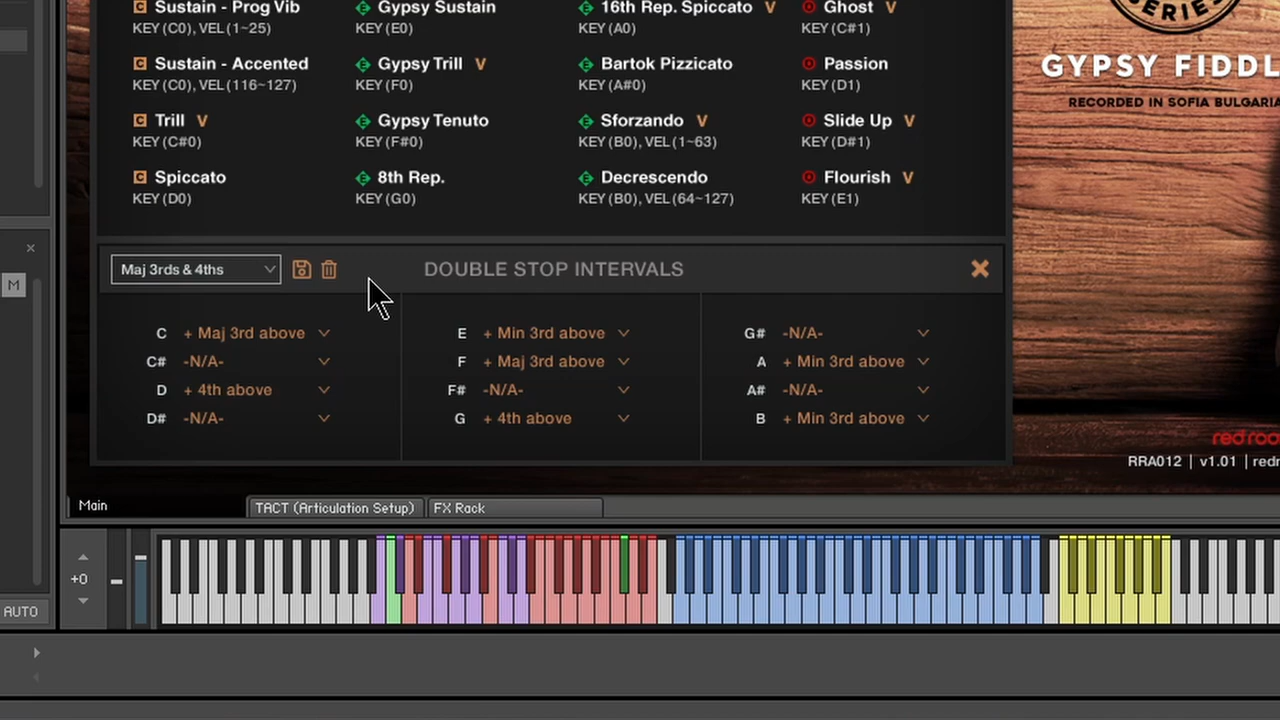 Sustain - Prog Vib
KEY (C0), VEL (1~25)
Gypsy Sustain
KEY (E0)
16th Rep. Spiccato V
KEY (A0)
Ghost V
KEY (C#1)
Sustain - Accented
KEY (C0), VEL (116~127)
Gypsy Trill V
KEY (F0)
Bartok Pizzicato
KEY (A#0)
Passion
KEY (D1)
Trill V
KEY (C#0)
Gypsy Tenuto
KEY (F#0)
Sforzando V
KEY (B0), VEL (1~63)
Slide Up V
KEY (D#1)
Spiccato
KEY (D0)
8th Rep.
KEY (G0)
Decrescendo
KEY (B0), VEL (64~127)
Flourish V
KEY (E1)
SERIES
GYPSY FIDDL
RECORDED IN SOFIA BULGARIA
Maj 3rds & 4ths
DOUBLE STOP INTERVALS
M
C + Maj 3rd above
C# -N/A-
D + 4th above
D# -N/A-
E + Min 3rd above
F + Maj 3rd above
F# -N/A-
G + 4th above
G# -N/A-
A + Min 3rd above
A# -N/A-
B + Min 3rd above
red roo
RRA012 | v1.01 | redr
Main
TACT (Articulation Setup)
FX Rack
+0
AUTO